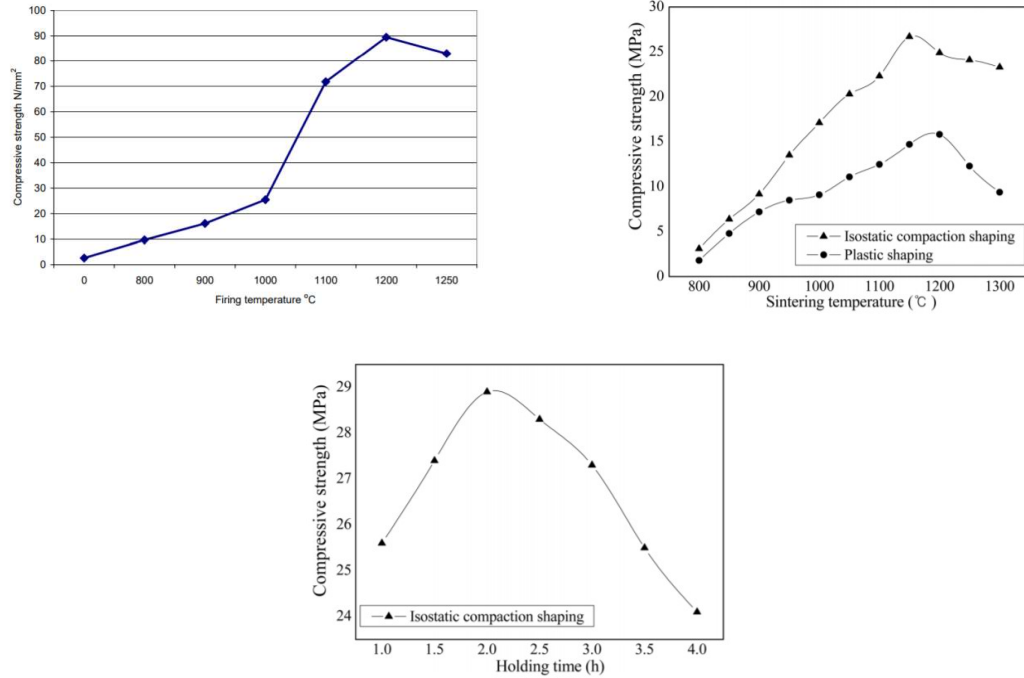 100
90
80
70
60
50
40
30
20
10
0
Compressive strength N/mm²
0 800 900 1000 1100 1200 1250
Firing temperature ᵒC
30
25
20
15
10
5
0
Compressive strength (MPa)
Isostatic compaction shaping
Plastic shaping
800 900 1000 1100 1200 1300
Sintering temperature (℃)
29
28
27
26
25
24
Compressive strength (MPa)
Isostatic compaction shaping
1.0 1.5 2.0 2.5 3.0 3.5 4.0
Holding time (h)